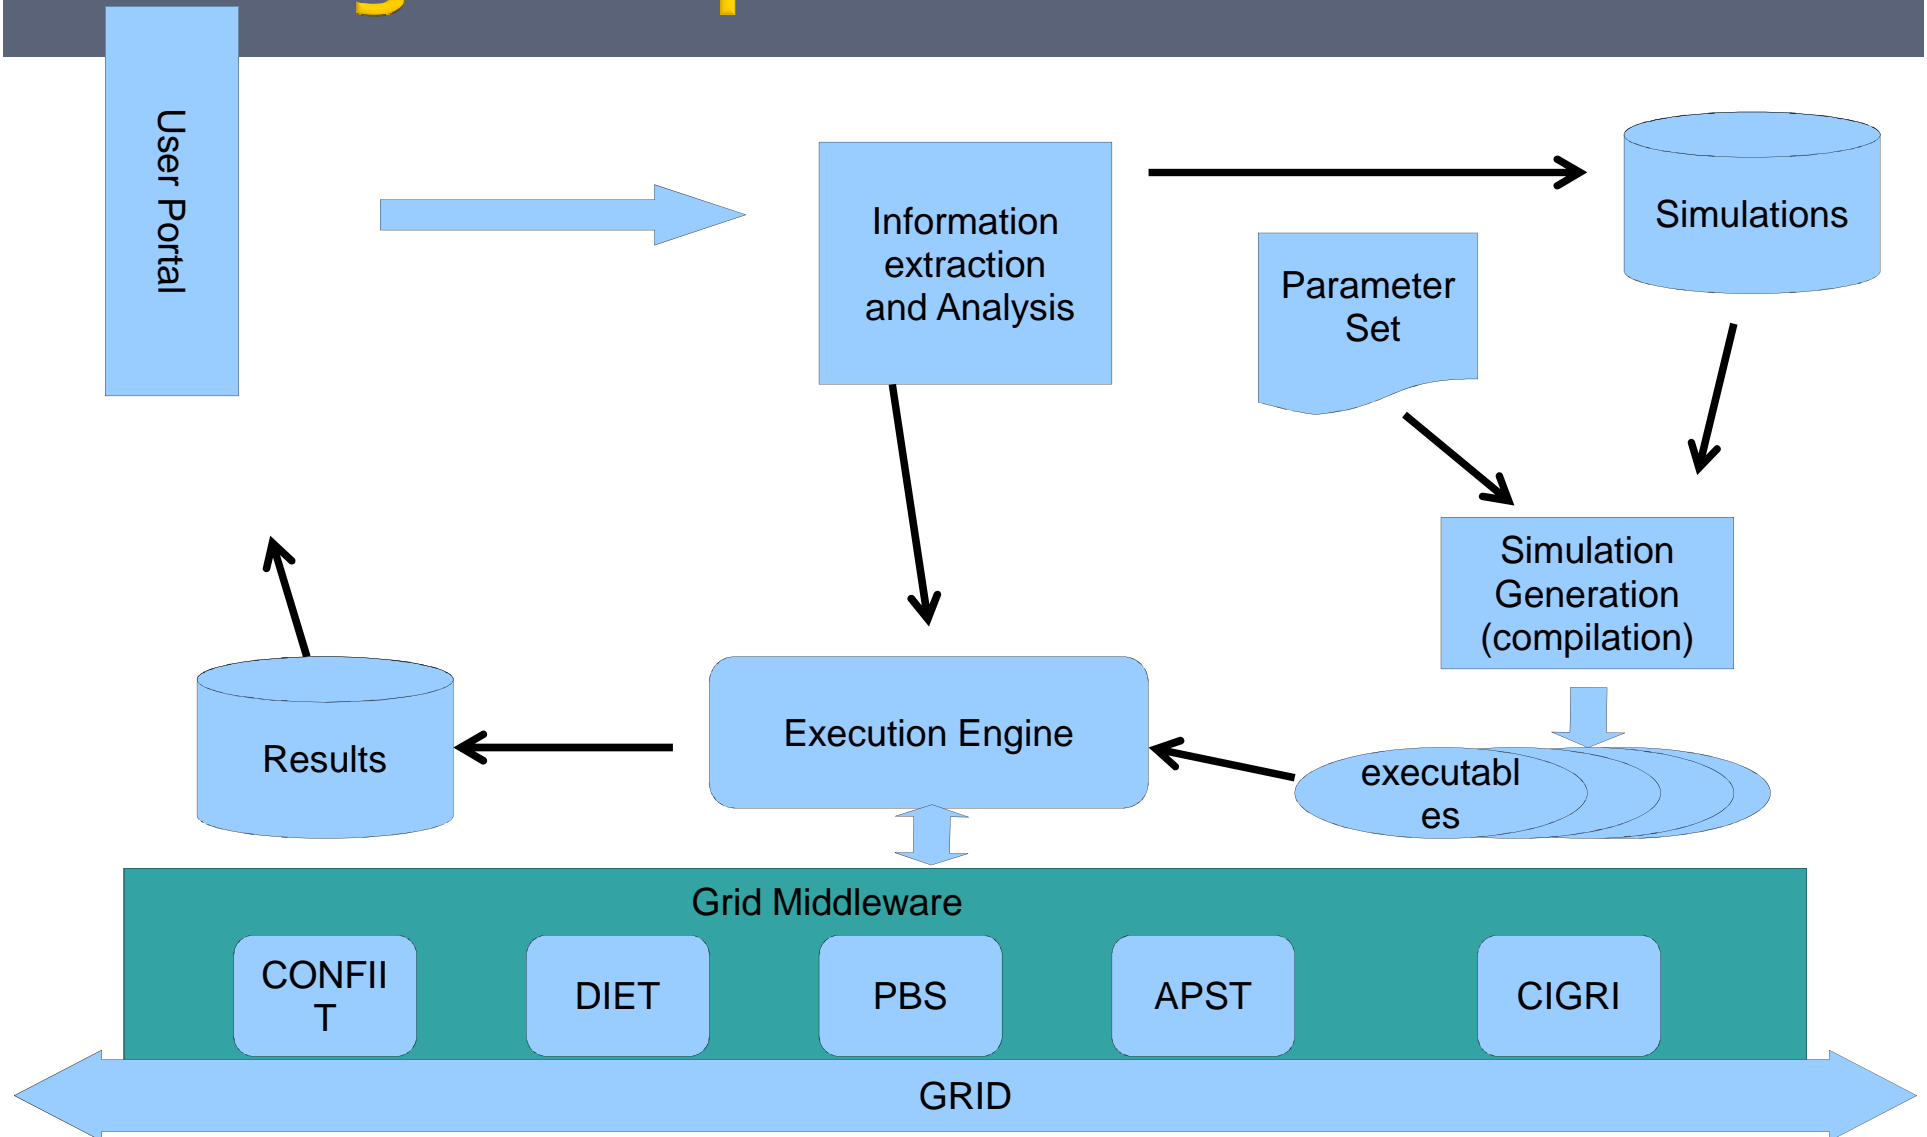 User Portal
Information
extraction
and Analysis
Simulations
Parameter
Set
Simulation
Generation
(compilation)
Results
Execution Engine
executabl
es
Grid Middleware
CONFII
T
DIET
PBS
APST
CIGRI
GRID